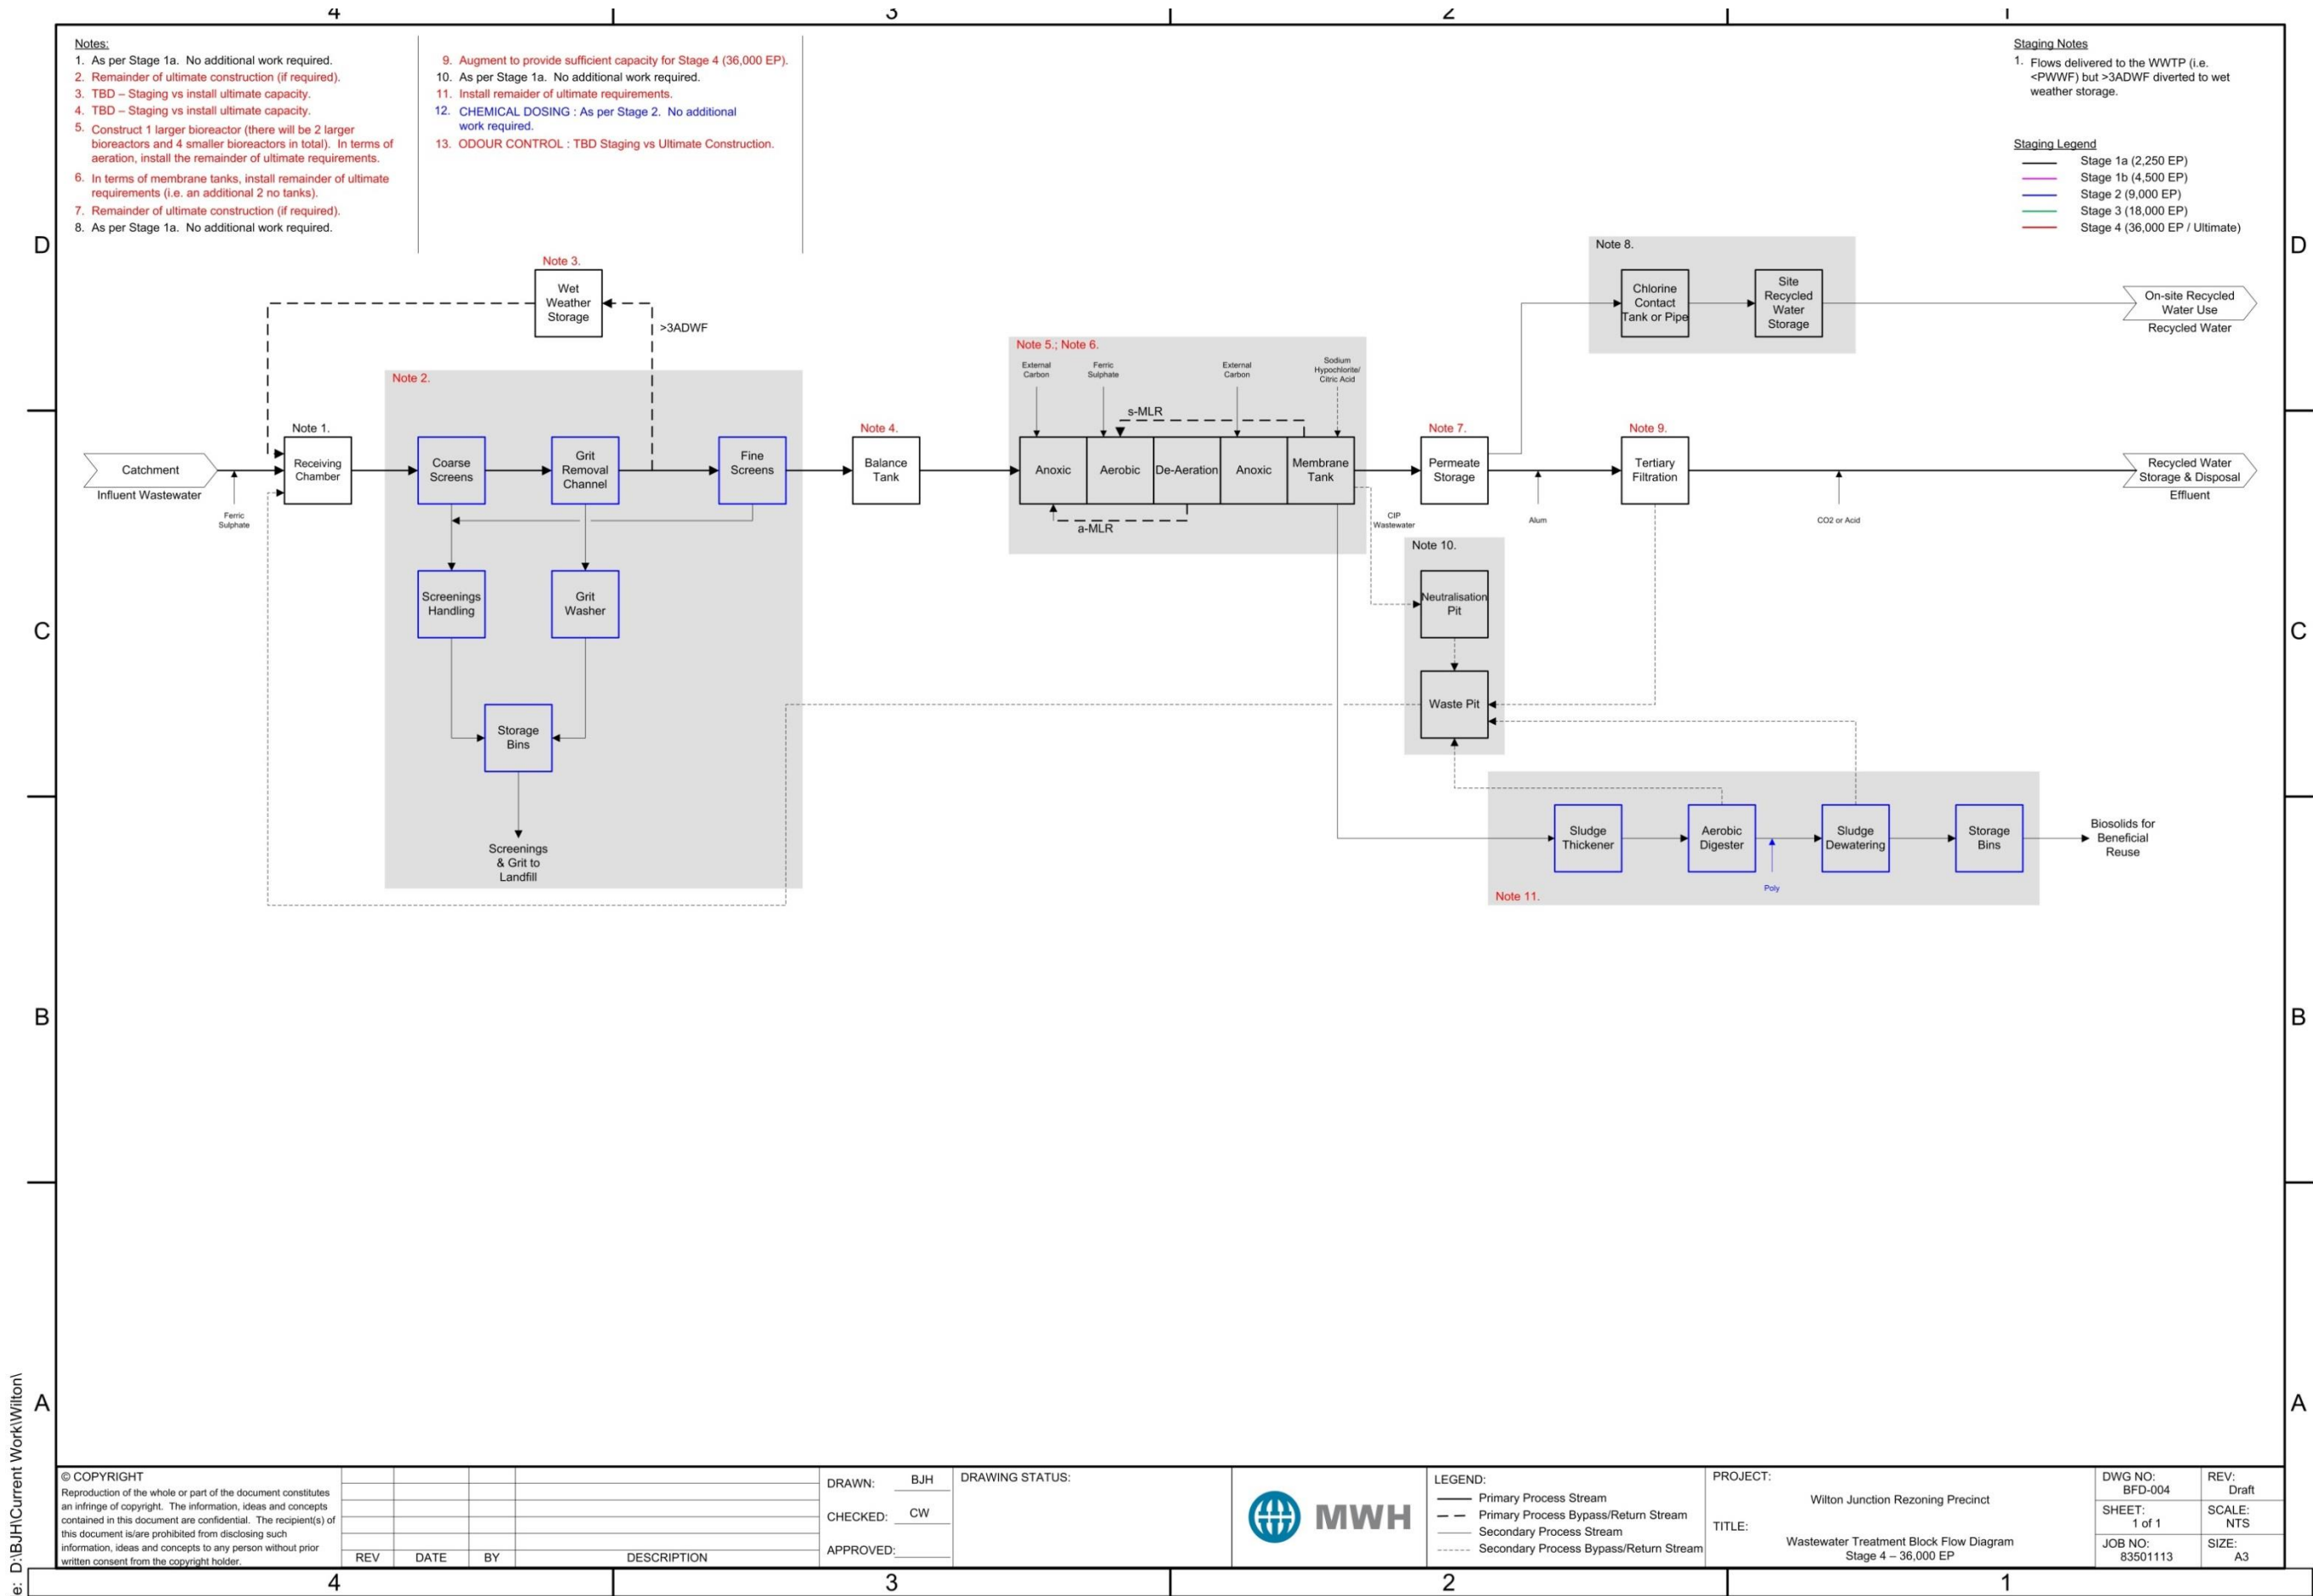 4
3
2
1
Notes:
1. As per Stage 1a. No additional work required.
2. Remainder of ultimate construction (if required).
3. TBD – Staging vs install ultimate capacity.
4. TBD – Staging vs install ultimate capacity.
5. Construct 1 larger bioreactor (there will be 2 larger
bioreactors and 4 smaller bioreactors in total). In terms of
aeration, install the remainder of ultimate requirements.
6. In terms of membrane tanks, install remainder of ultimate
requirements (i.e. an additional 2 no tanks).
7. Remainder of ultimate construction (if required).
8. As per Stage 1a. No additional work required.
9. Augment to provide sufficient capacity for Stage 4 (36,000 EP).
10. As per Stage 1a. No additional work required.
11. Install remaider of ultimate requirements.
12. CHEMICAL DOSING : As per Stage 2. No additional
work required.
13. ODOUR CONTROL : TBD Staging vs Ultimate Construction.
Staging Notes
1. Flows delivered to the WWTP (i.e.
<PWWF) but >3ADWF diverted to wet
weather storage.
Staging Legend
Stage 1a (2,250 EP)
Stage 1b (4,500 EP)
Stage 2 (9,000 EP)
Stage 3 (18,000 EP)
Stage 4 (36,000 EP / Ultimate)
D
D
Note 3.
Wet
Weather
Storage
>3ADWF
Note 8.
Chlorine
Contact
Tank or Pipe
Site
Recycled
Water
Storage
On-site Recycled
Water Use
Recycled Water
Note 2.
Note 5.; Note 6.
External
Carbon
Ferric
Sulphate
External
Carbon
Sodium
Hypochlorite/
Citric Acid
s-MLR
Catchment
Influent Wastewater
Ferric
Sulphate
Note 1.
Receiving
Chamber
Coarse
Screens
Grit
Removal
Channel
Fine
Screens
Note 4.
Balance
Tank
Anoxic
Aerobic
De-Aeration
Anoxic
Membrane
Tank
a-MLR
Note 7.
Permeate
Storage
CIP
Wastewater
Alum
Note 9.
Tertiary
Filtration
CO2 or Acid
Recycled Water
Storage & Disposal
Effluent
C
C
Screenings
Handling
Grit
Washer
Note 10.
Neutralisation
Pit
Waste Pit
Storage
Bins
Screenings
& Grit to
Landfill
Sludge
Thickener
Aerobic
Digester
Poly
Sludge
Dewatering
Storage
Bins
Biosolids for
Beneficial
Reuse
Note 11.
B
B
A
A
e: D:\BJH\Current Work\Wilton\
© COPYRIGHT
Reproduction of the whole or part of the document constitutes
an infringe of copyright. The information, ideas and concepts
contained in this document are confidential. The recipient(s) of
this document is/are prohibited from disclosing such
information, ideas and concepts to any person without prior
written consent from the copyright holder.
REV DATE BY DESCRIPTION
DRAWN: BJH
CHECKED: CW
APPROVED:
DRAWING STATUS:
MWH
LEGEND:
Primary Process Stream
Primary Process Bypass/Return Stream
Secondary Process Stream
Secondary Process Bypass/Return Stream
PROJECT:
Wilton Junction Rezoning Precinct
TITLE:
Wastewater Treatment Block Flow Diagram
Stage 4 – 36,000 EP
DWG NO:
BFD-004
REV:
Draft
SHEET:
1 of 1
SCALE:
NTS
JOB NO:
83501113
SIZE:
A3
4
3
2
1